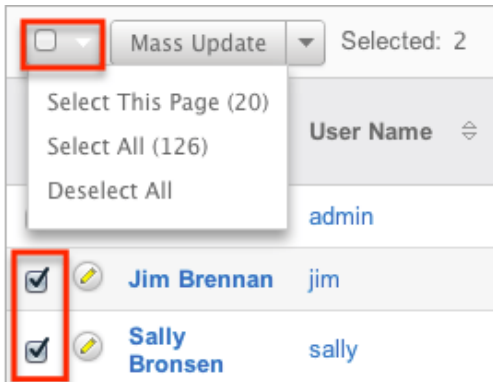 Mass Update Selected: 2
Select This Page (20)
Select All (126)
Deselect All
User Name
admin
Jim Brennan jim
Sally Bronsen sally